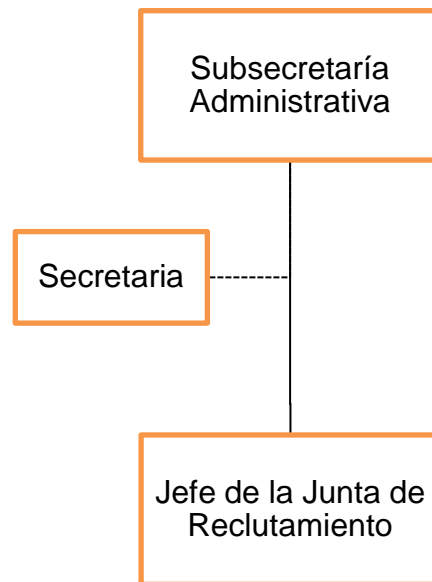 Subsecretaría
Administrativa
Secretaria
Jefe de la Junta de
Reclutamiento